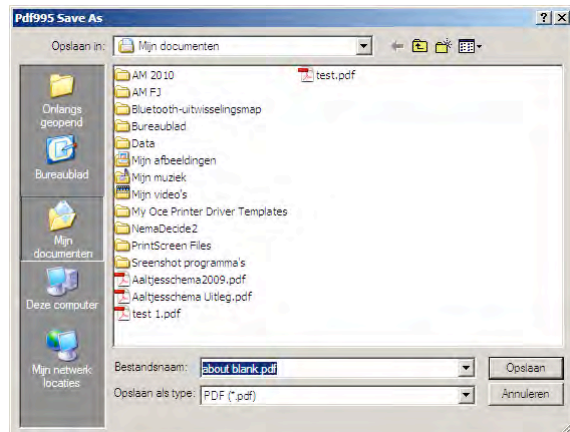 Pdf995 Save As
Opslaan in:
Mijn documenten
Onlangs
geopend
Bureaublad
Mijn
documenten
Deze computer
Mijn netwerk
locaties
AM 2010
AM FJ
Bluetooth-uitwisselingsmap
Bureaublad
Data
Mijn afbeeldingen
Mijn muziek
Mijn video's
My Oce Printer Driver Templates
NemaDecide2
PrintScreen Files
Sreenshot programma's
Aaltjesschema2009.pdf
Aaltjesschema Uitleg.pdf
test 1.pdf
test.pdf
Bestandsnaam:
about blank.pdf
Opslaan
Opslaan als type:
PDF (*.pdf)
Annuleren